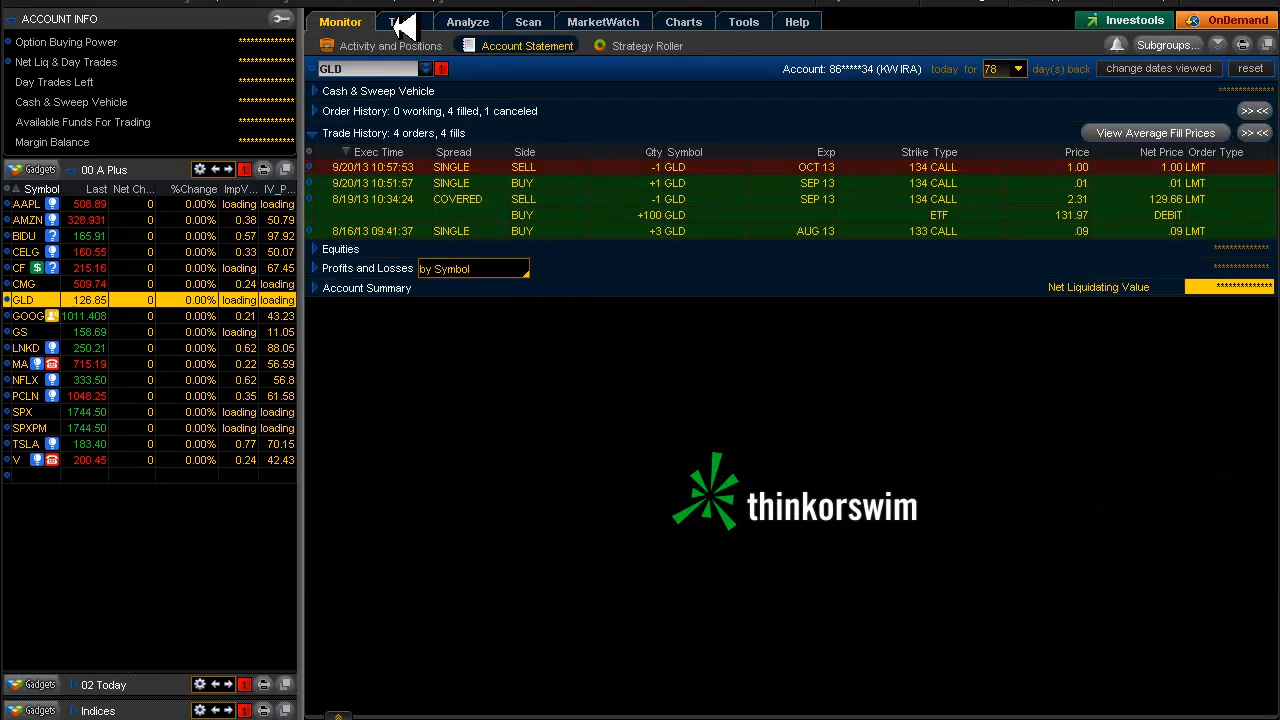 ACCOUNT INFO
Option Buying Power **************
Net Liq & Day Trades **************
Day Trades Left **************
Cash & Sweep Vehicle **************
Available Funds For Trading **************
Margin Balance **************
Gadgets 00 A Plus 1
Symbol Last Net Ch... %Change ImpV... IV_P...
AAPL 508.89 0 0.00% loading loading
AMZN 328.931 0 0.00% 0.38 50.79
BIDU ? 165.91 0 0.00% 0.57 97.92
CELG 160.55 0 0.00% 0.33 50.07
CF $ ? 215.16 0 0.00% loading 67.45
CMG 509.74 0 0.00% 0.24 loading
GLD 126.85 0 0.00% loading loading
GOOG 1011.408 0 0.00% 0.21 43.23
GS 158.69 0 0.00% loading 11.05
LNKD 250.21 0 0.00% 0.62 88.05
MA 715.19 0 0.00% 0.22 56.59
NFLX 333.50 0 0.00% 0.62 56.8
PCLN 1048.25 0 0.00% 0.35 61.58
SPX 1744.50 0 0.00% loading loading
SPXPM 1744.50 0 0.00% loading loading
TSLA 183.40 0 0.00% 0.77 70.15
V 200.45 0 0.00% 0.24 42.43
Gadgets 02 Today 1
Gadgets Indices 1
Monitor Analyze Scan MarketWatch Charts Tools Help Investools OnDemand
Activity and Positions Account Statement Strategy Roller Subgroups...
GLD 1 Account: 86*****34 (KW IRA) today for 78 day(s) back change dates viewed reset
Cash & Sweep Vehicle **************
Order History: 0 working, 4 filled, 1 canceled >> <<
Trade History: 4 orders, 4 fills View Average Fill Prices >> <<
Exec Time Spread Side Qty Symbol Exp Strike Type Price Net Price Order Type
9/20/13 10:57:53 SINGLE SELL -1 GLD OCT 13 134 CALL 1.00 1.00 LMT
9/20/13 10:51:57 SINGLE BUY +1 GLD SEP 13 134 CALL .01 .01 LMT
8/19/13 10:34:24 COVERED SELL -1 GLD SEP 13 134 CALL 2.31 129.66 LMT
BUY +100 GLD ETF 131.97 DEBIT
8/16/13 09:41:37 SINGLE BUY +3 GLD AUG 13 133 CALL .09 .09 LMT
Equities **************
Profits and Losses by Symbol **************
Account Summary Net Liquidating Value **************
thinkorswim